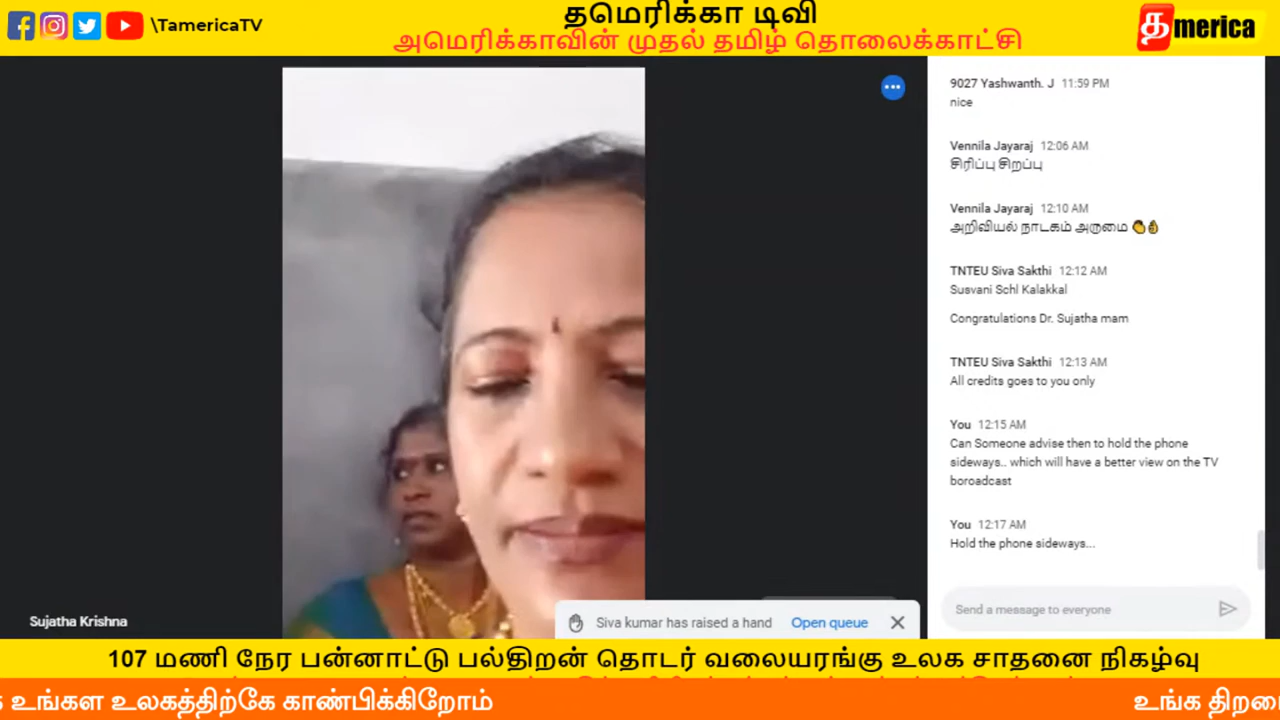 \TamericaTV
தமெரிக்கா டிவி
அமெரிக்காவின் முதல் தமிழ் தொலைக்காட்சி
தmerica
9027 Yashwanth. J 11:59 PM
nice
Vennila Jayaraj 12:06 AM
சிரிப்பு சிறப்பு
Vennila Jayaraj 12:10 AM
அறிவியல் நாடகம் அருமை 👏👌
TNTEU Siva Sakthi 12:12 AM
Susvani Schl Kalakkal
Congratulations Dr. Sujatha mam
TNTEU Siva Sakthi 12:13 AM
All credits goes to you only
You 12:15 AM
Can Someone advise then to hold the phone
sideways.. which will have a better view on the TV
boroadcast
You 12:17 AM
Hold the phone sideways...
Send a message to everyone
Sujatha Krishna
Siva kumar has raised a hand Open queue
107 மணி நேர பன்னாட்டு பல்திறன் தொடர் வலையரங்கு உலக சாதனை நிகழ்வு
உங்கள உலகத்திற்கே காண்பிக்கிறோம் உங்க